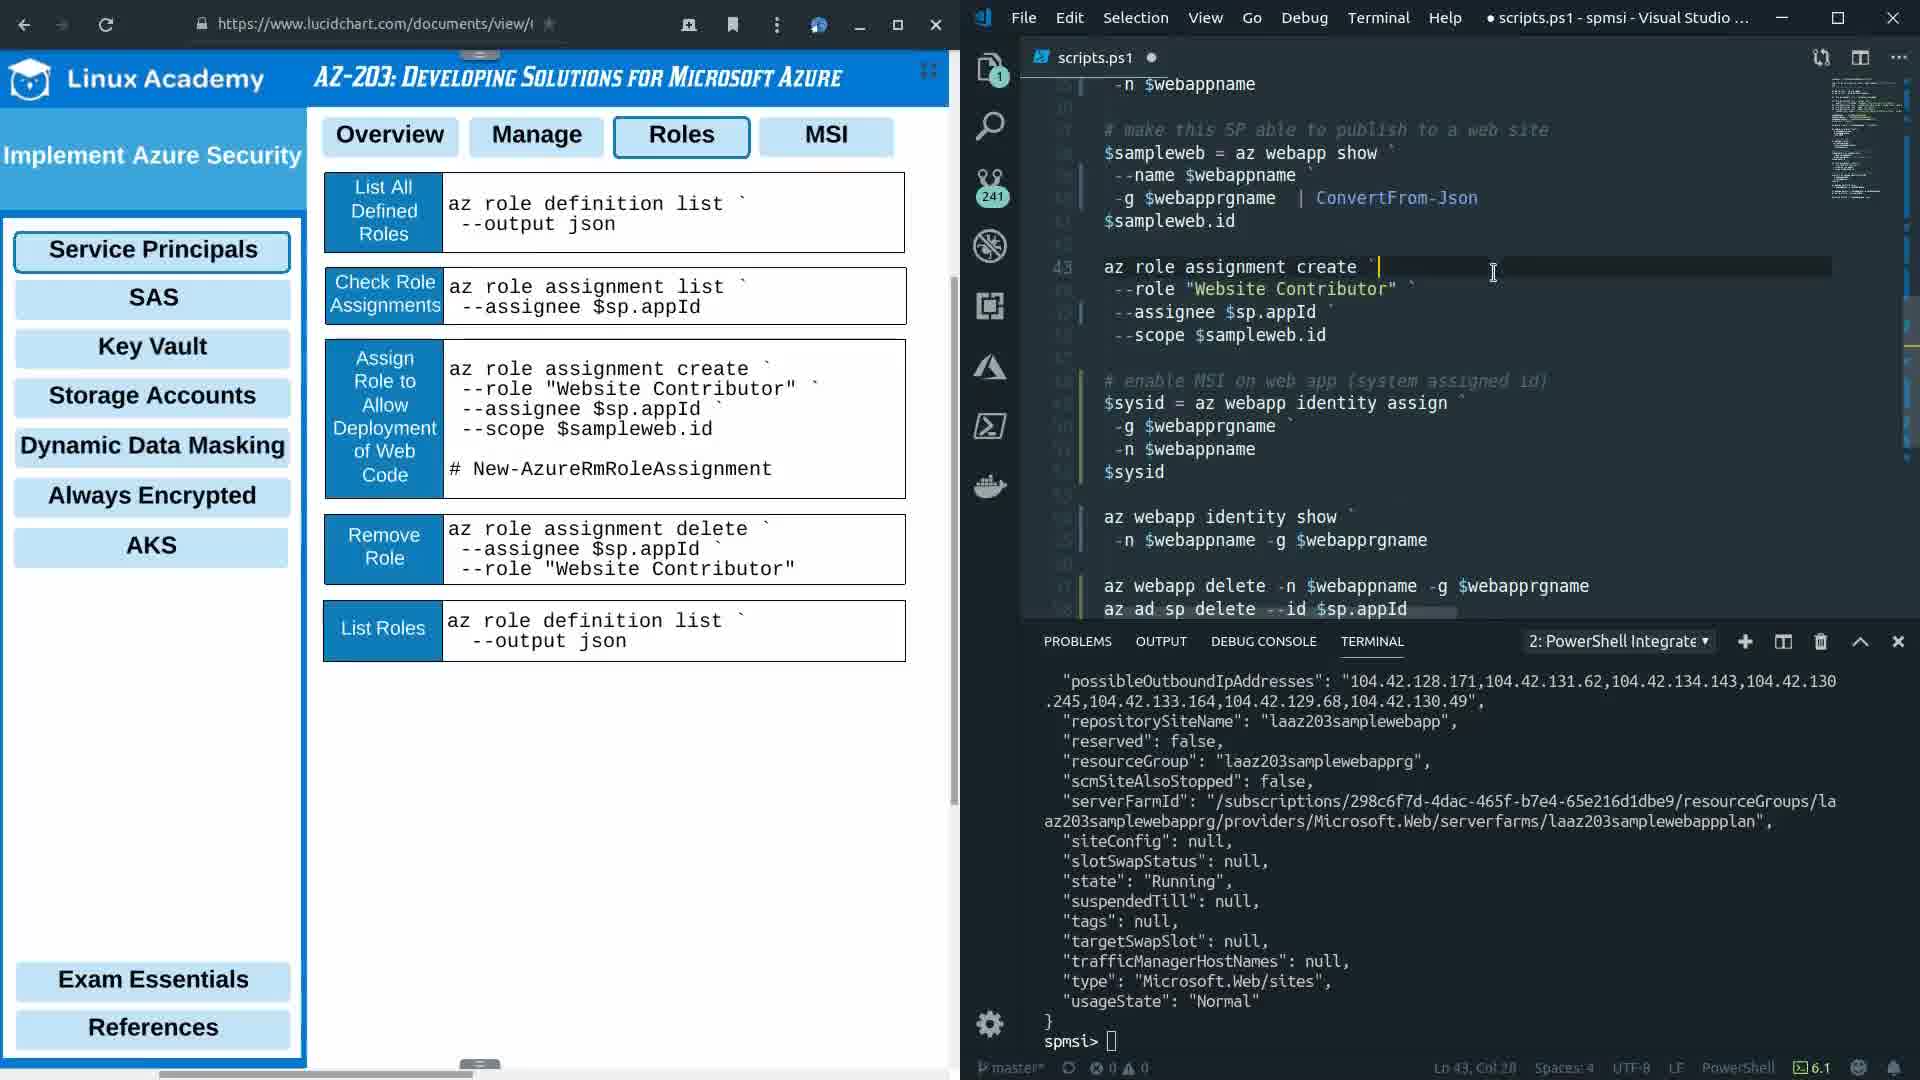 https://www.lucidchart.com/documents/view/
Linux Academy
AZ-203: Developing Solutions for Microsoft Azure
Implement Azure Security
Service Principals
SAS
Key Vault
Storage Accounts
Dynamic Data Masking
Always Encrypted
AKS
Exam Essentials
References
Overview
Manage
Roles
MSI
List All
Defined
Roles
az role definition list `
--output json
Check Role
Assignments
az role assignment list `
--assignee $sp.appId
Assign
Role to
Allow
Deployment
of Web
Code
az role assignment create `
--role "Website Contributor" `
--assignee $sp.appId `
--scope $sampleweb.id
# New-AzureRmRoleAssignment
Remove
Role
az role assignment delete `
--assignee $sp.appId `
--role "Website Contributor"
List Roles
az role definition list `
--output json
File Edit Selection View Go Debug Terminal Help ● scripts.ps1 - spmsi - Visual Studio ...
1
241
scripts.ps1 ●
-n $webappname
# make this SP able to publish to a web site
$sampleweb = az webapp show `
--name $webappname `
-g $webapprgname | ConvertFrom-Json
$sampleweb.id
43 az role assignment create `
--role "Website Contributor" `
--assignee $sp.appId `
--scope $sampleweb.id
# enable MSI on web app (system assigned id)
$sysid = az webapp identity assign `
-g $webapprgname `
-n $webappname
$sysid
az webapp identity show `
-n $webappname -g $webapprgname
az webapp delete -n $webappname -g $webapprgname
az ad sp delete --id $sp.appId
PROBLEMS OUTPUT DEBUG CONSOLE TERMINAL 2: PowerShell Integrate
"possibleOutboundIpAddresses": "104.42.128.171,104.42.131.62,104.42.134.143,104.42.130
.245,104.42.133.164,104.42.129.68,104.42.130.49",
"repositorySiteName": "laaz203samplewebapp",
"reserved": false,
"resourceGroup": "laaz203samplewebapprg",
"scmSiteAlsoStopped": false,
"serverFarmId": "/subscriptions/298c6f7d-4dac-465f-b7e4-65e216d1dbe9/resourceGroups/la
az203samplewebapprg/providers/Microsoft.Web/serverfarms/laaz203samplewebappplan",
"siteConfig": null,
"slotSwapStatus": null,
"state": "Running",
"suspendedTill": null,
"tags": null,
"targetSwapSlot": null,
"trafficManagerHostNames": null,
"type": "Microsoft.Web/sites",
"usageState": "Normal"
}
spmsi>
master* 0 0 Ln 43, Col 28 Spaces: 4 UTF-8 LF PowerShell 6.1